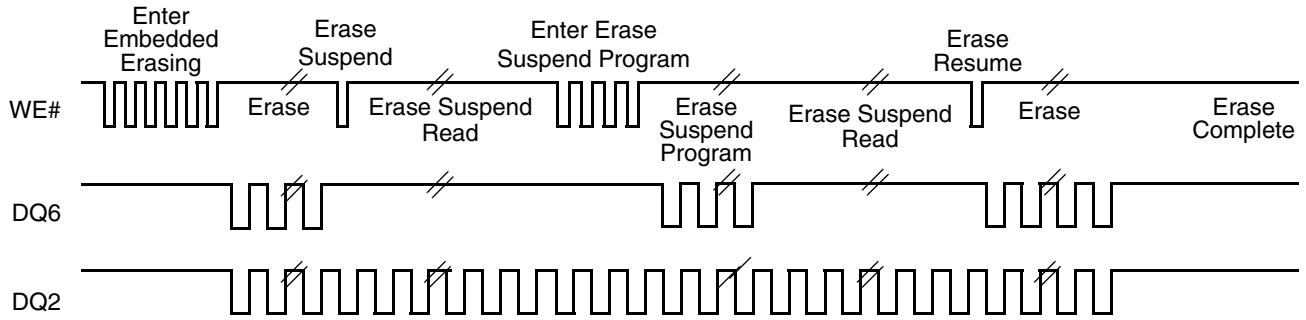 Enter
Embedded
Erasing
Erase
Suspend
Enter Erase
Suspend Program
Erase
Resume
WE#
Erase
Erase Suspend
Read
Erase
Suspend
Program
Erase Suspend
Read
Erase
Erase
Complete
DQ6
DQ2